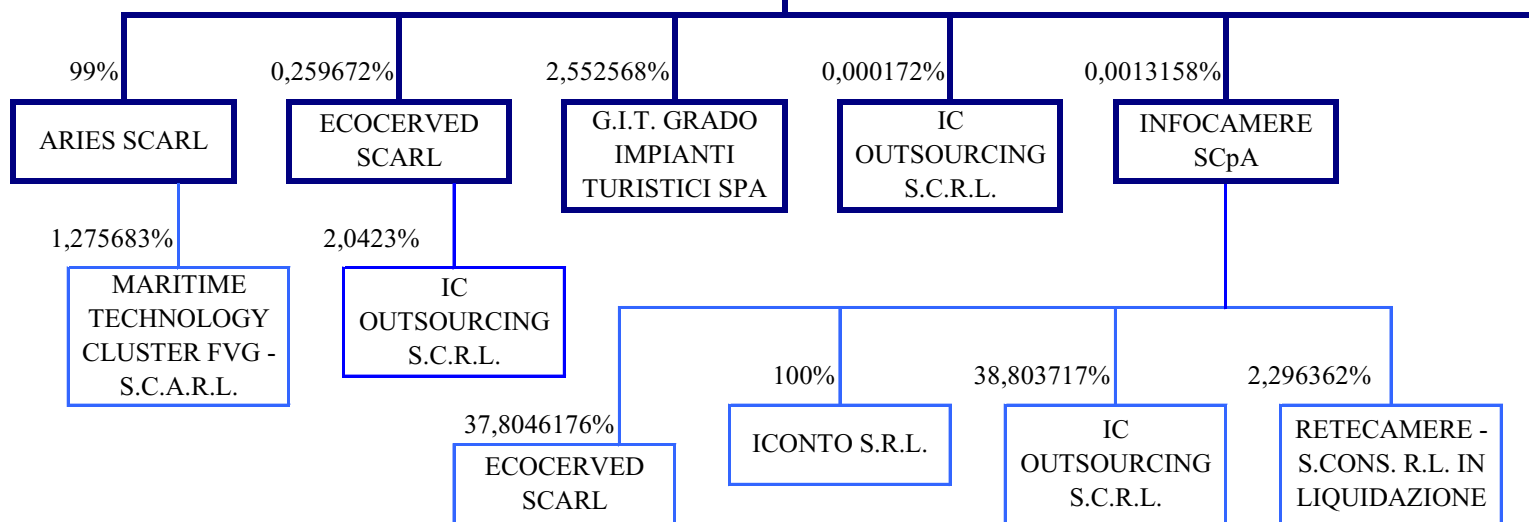 99%
0,259672%
2,552568%
0,000172%
0,0013158%
ARIES SCARL
ECOCERVED
SCARL
G.I.T. GRADO
IMPIANTI
TURISTICI SPA
IC
OUTSOURCING
S.C.R.L.
INFOCAMERE
SCpA
1,275683%
2,0423%
MARITIME
TECHNOLOGY
CLUSTER FVG -
S.C.A.R.L.
IC
OUTSOURCING
S.C.R.L.
37,8046176%
100%
38,803717%
2,296362%
ECOCERVED
SCARL
ICONTO S.R.L.
IC
OUTSOURCING
S.C.R.L.
RETECAMERE -
S.CONS. R.L. IN
LIQUIDAZIONE